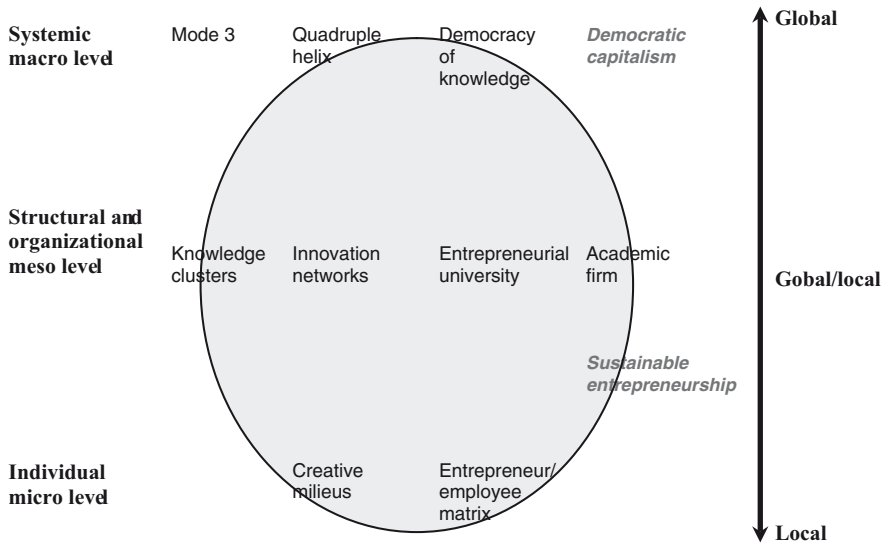 Systemic
macro level
Mode 3
Quadruple
helix
Democracy
of
knowledge
Democratic
capitalism
Global
Structural and
organizational
meso level
Knowledge
clusters
Innovation
networks
Entrepreneurial
university
Academic
firm
Gobal/local
Sustainable
entrepreneurship
Individual
micro level
Creative
milieus
Entrepreneur/
employee
matrix
Local